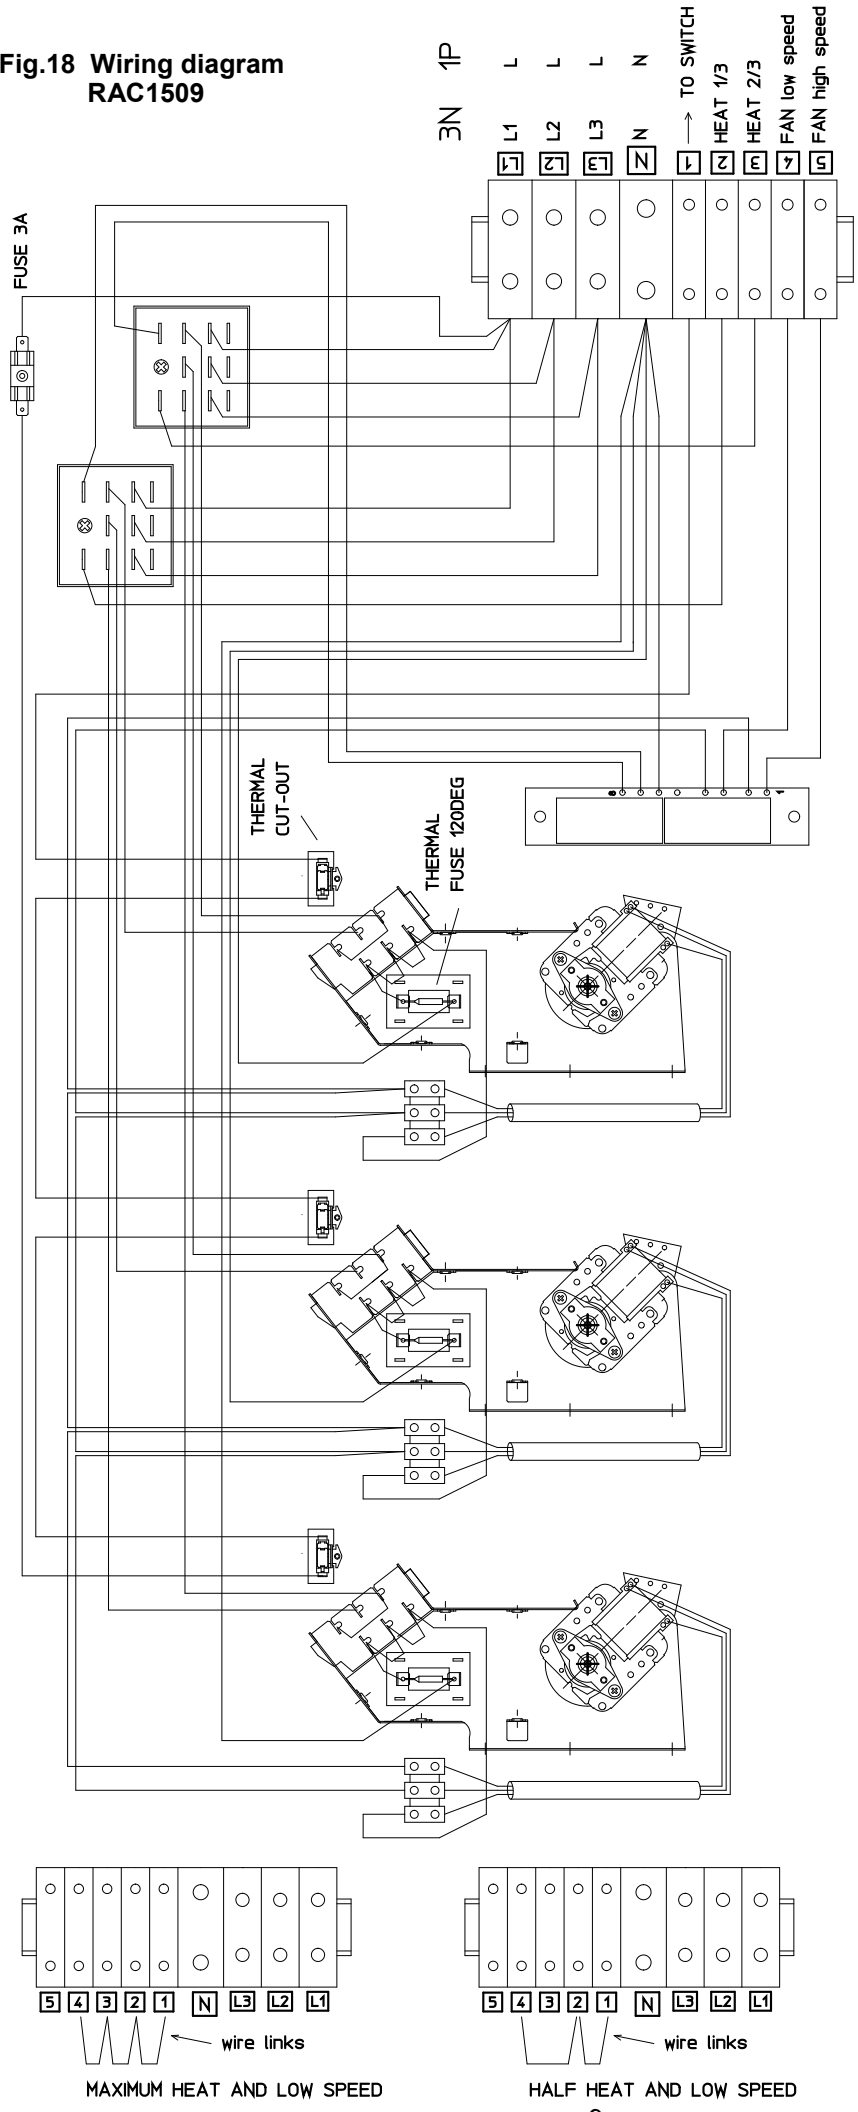 Fig.18 Wiring diagram
RAC1509
3N 1P
L1 L
L2 L
L3 L
N N
→ TO SWITCH
HEAT 1/3
HEAT 2/3
FAN low speed
FAN high speed
L1 L2 L3 N 1 2 3 4 5
FUSE 3A
8 1
THERMAL
CUT-OUT
THERMAL
FUSE 120DEG
5 4 3 2 1 N L3 L2 L1
wire links
MAXIMUM HEAT AND LOW SPEED
5 4 3 2 1 N L3 L2 L1
wire links
HALF HEAT AND LOW SPEED